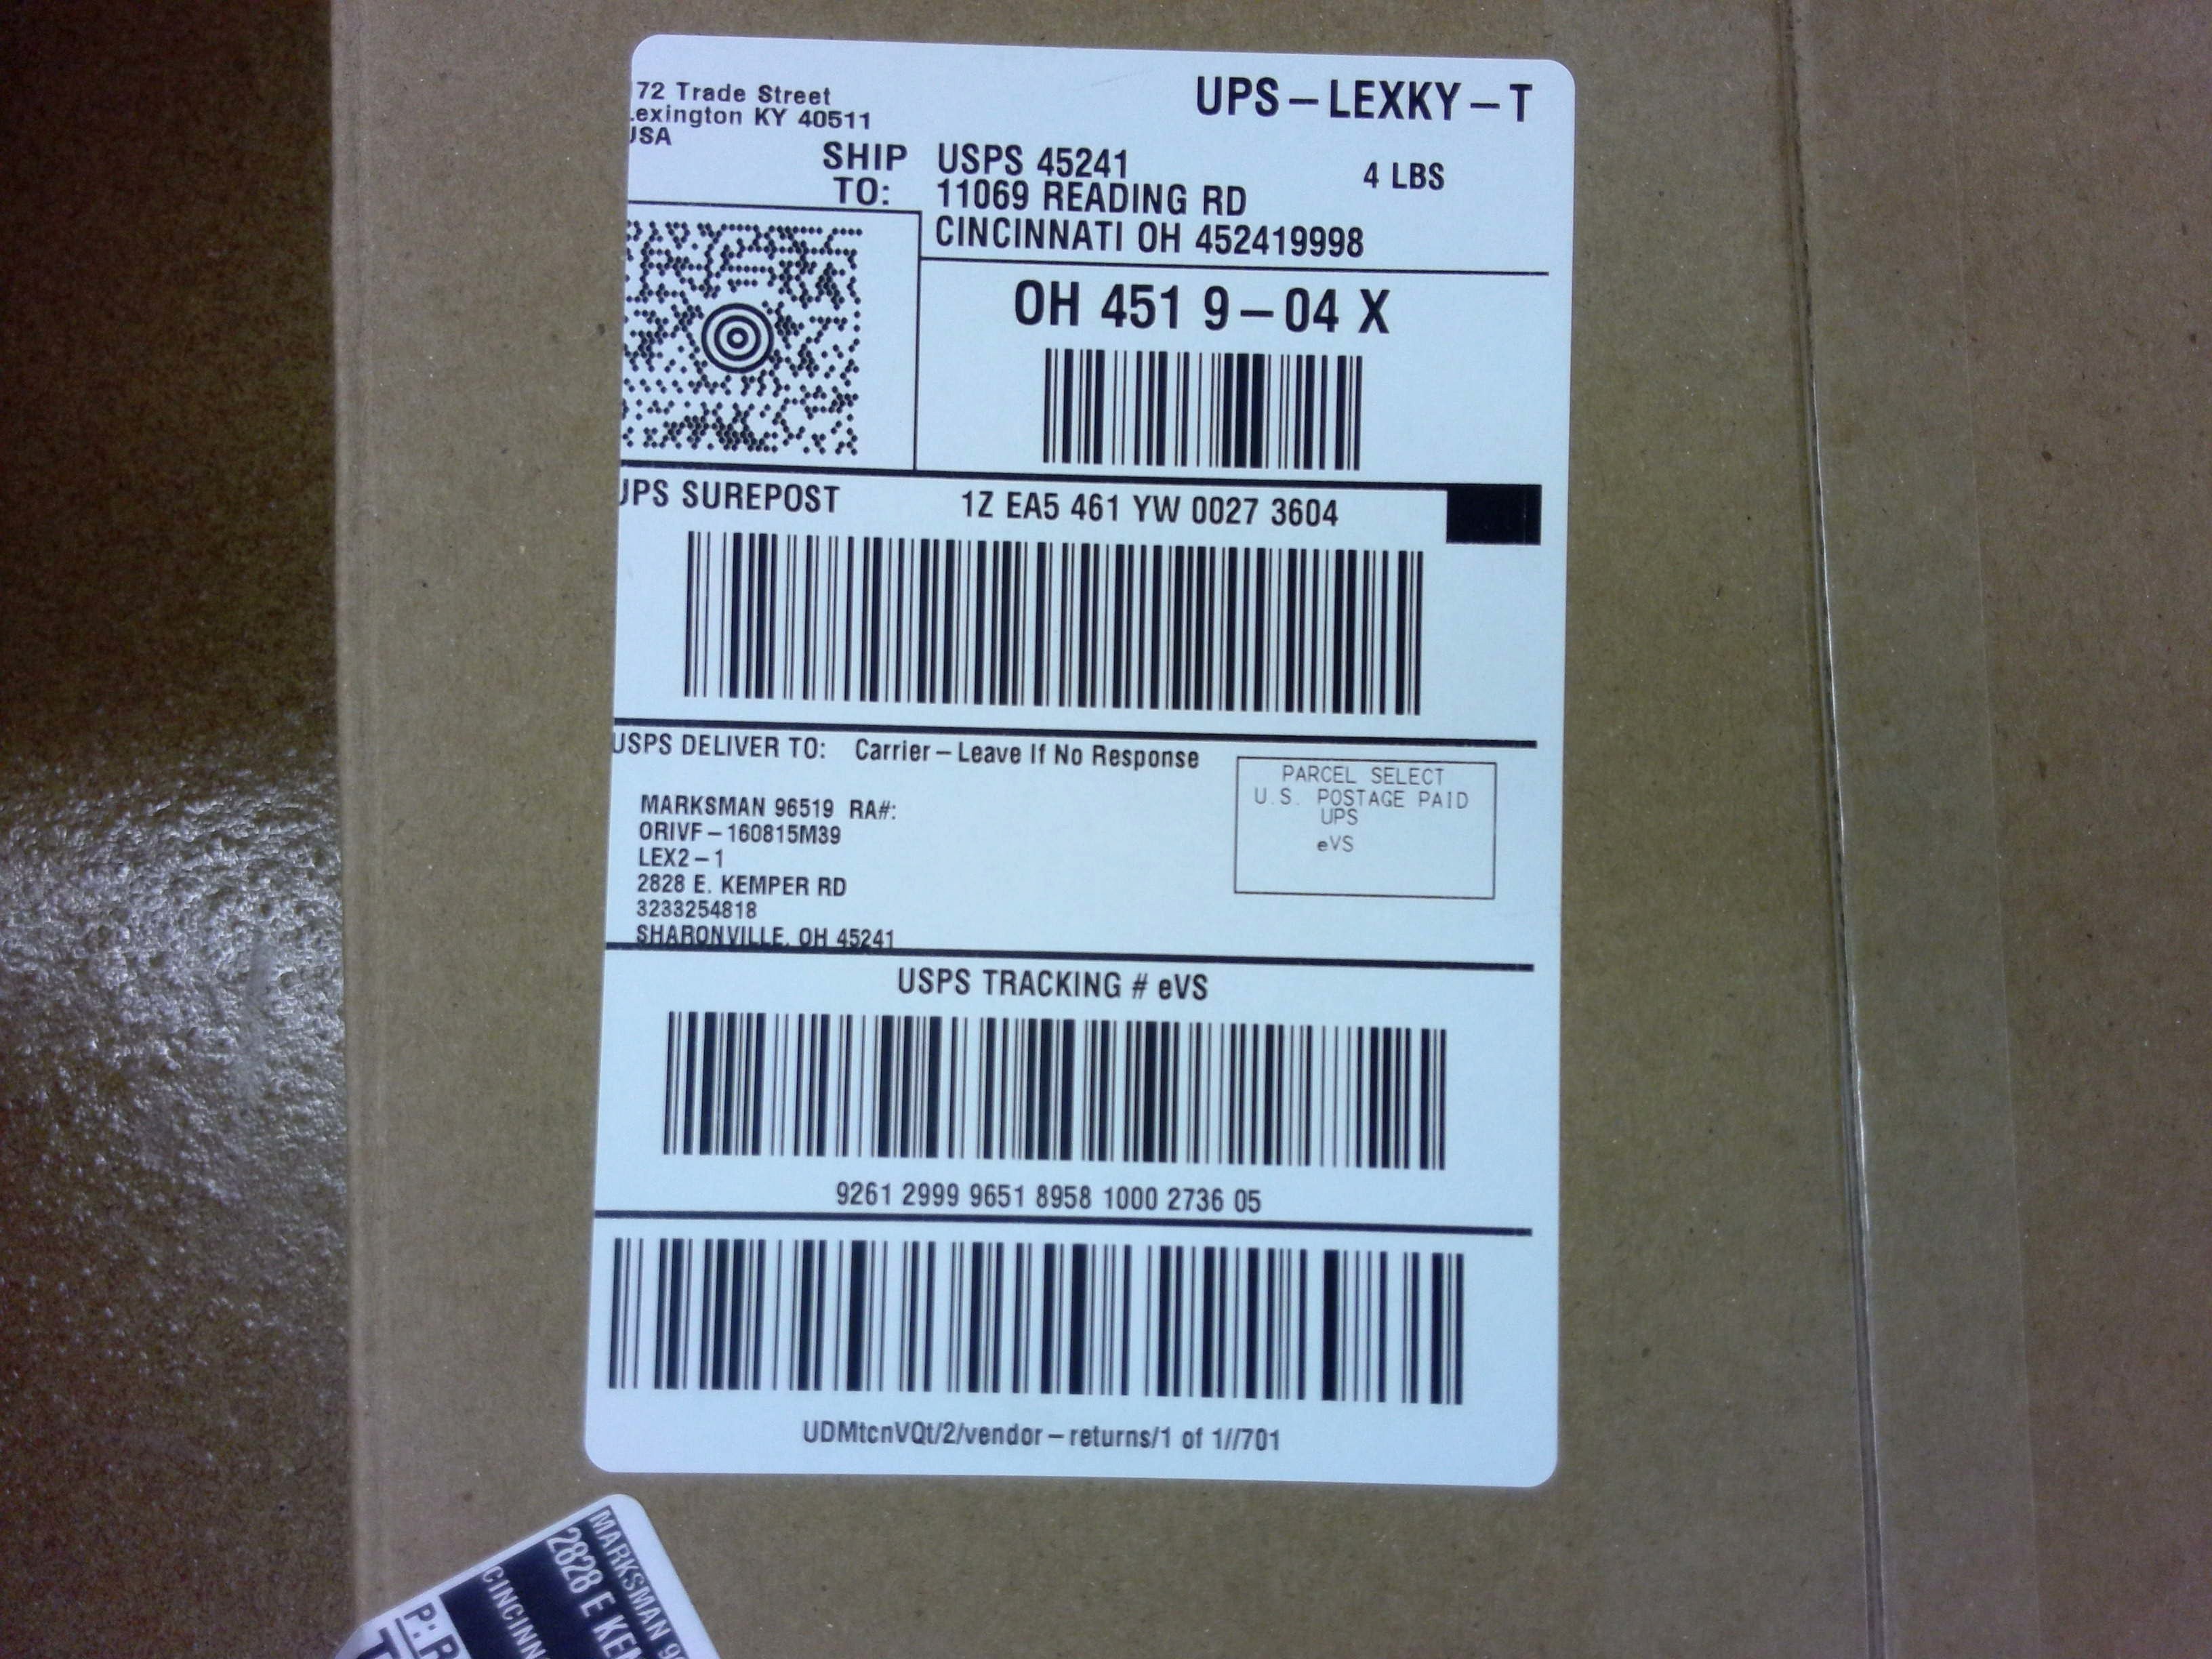 72 Trade Street
exington KY 40511
USA
UPS – LEXKY – T
SHIP TO:
USPS 45241
4 LBS
11069 READING RD
CINCINNATI OH 452419998
OH 451 9 – 04 X
UPS SUREPOST 1Z EA5 461 YW 0027 3604
USPS DELIVER TO: Carrier – Leave If No Response
MARKSMAN 96519 RA#:
ORIVF – 160815M39
LEX2 – 1
2828 E. KEMPER RD
3233254818
SHARONVILLE, OH 45241
PARCEL SELECT
U.S. POSTAGE PAID
UPS
eVS
USPS TRACKING # eVS
9261 2999 9651 8958 1000 2736 05
UDMtcnVQt/2/vendor – returns/1 of 1//701
MARKSMAN 9
2828 E KE
CINCINN
P: